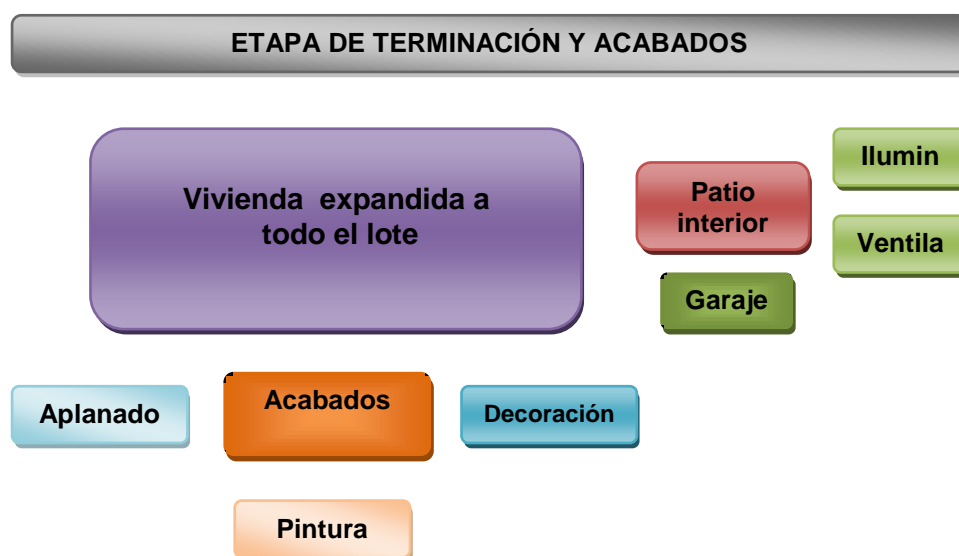 ETAPA DE TERMINACIÓN Y ACABADOS
Vivienda expandida a
todo el lote
Patio
interior
Ilumin
Ventila
Garaje
Aplanado
Acabados
Decoración
Pintura